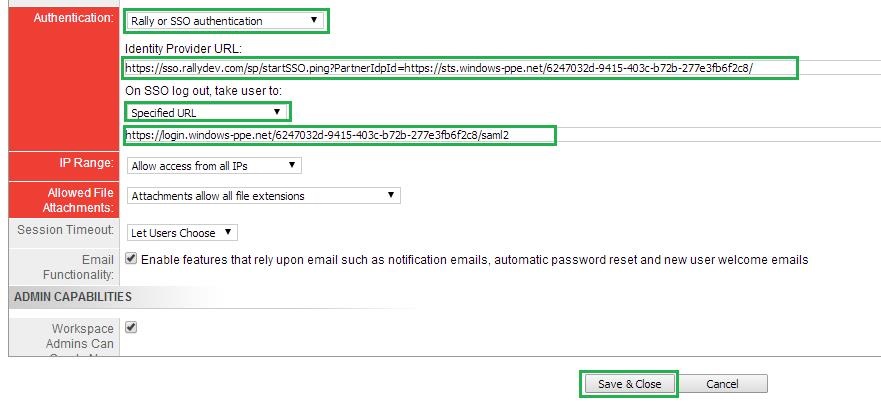 Authentication: Rally or SSO authentication
Identity Provider URL:
https://sso.rallydev.com/sp/startSSO.ping?PartnerIdpId=https://sts.windows-ppe.net/6247032d-9415-403c-b72b-277e3fb6f2c8/
On SSO log out, take user to:
Specified URL
https://login.windows-ppe.net/6247032d-9415-403c-b72b-277e3fb6f2c8/saml2
IP Range: Allow access from all IPs
Allowed File
Attachments: Attachments allow all file extensions
Session Timeout: Let Users Choose
Email
Functionality: Enable features that rely upon email such as notification emails, automatic password reset and new user welcome emails
ADMIN CAPABILITIES
Workspace
Admins Can
Save & Close Cancel